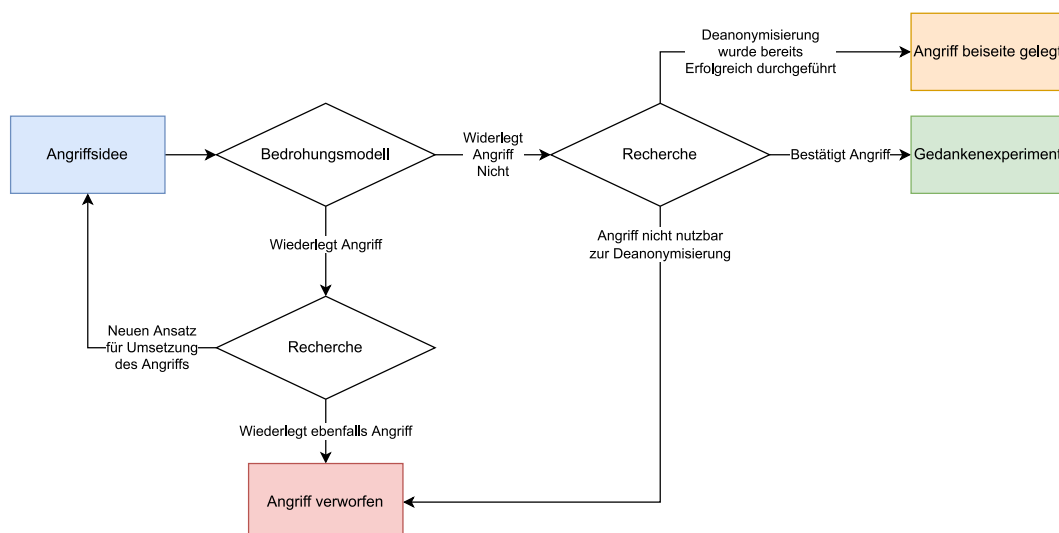 Deanonymisierung
wurde bereits
Erfolgreich durchgeführt
Angriff beiseite gelegt
Angriffsidee
Bedrohungsmodell
Widerlegt
Angriff
Nicht
Recherche
Bestätigt Angriff
Gedankenexperiment
Wiederlegt Angriff
Angriff nicht nutzbar
zur Deanonymisierung
Neuen Ansatz
für Umsetzung
des Angriffs
Recherche
Wiederlegt ebenfalls Angriff
Angriff verworfen